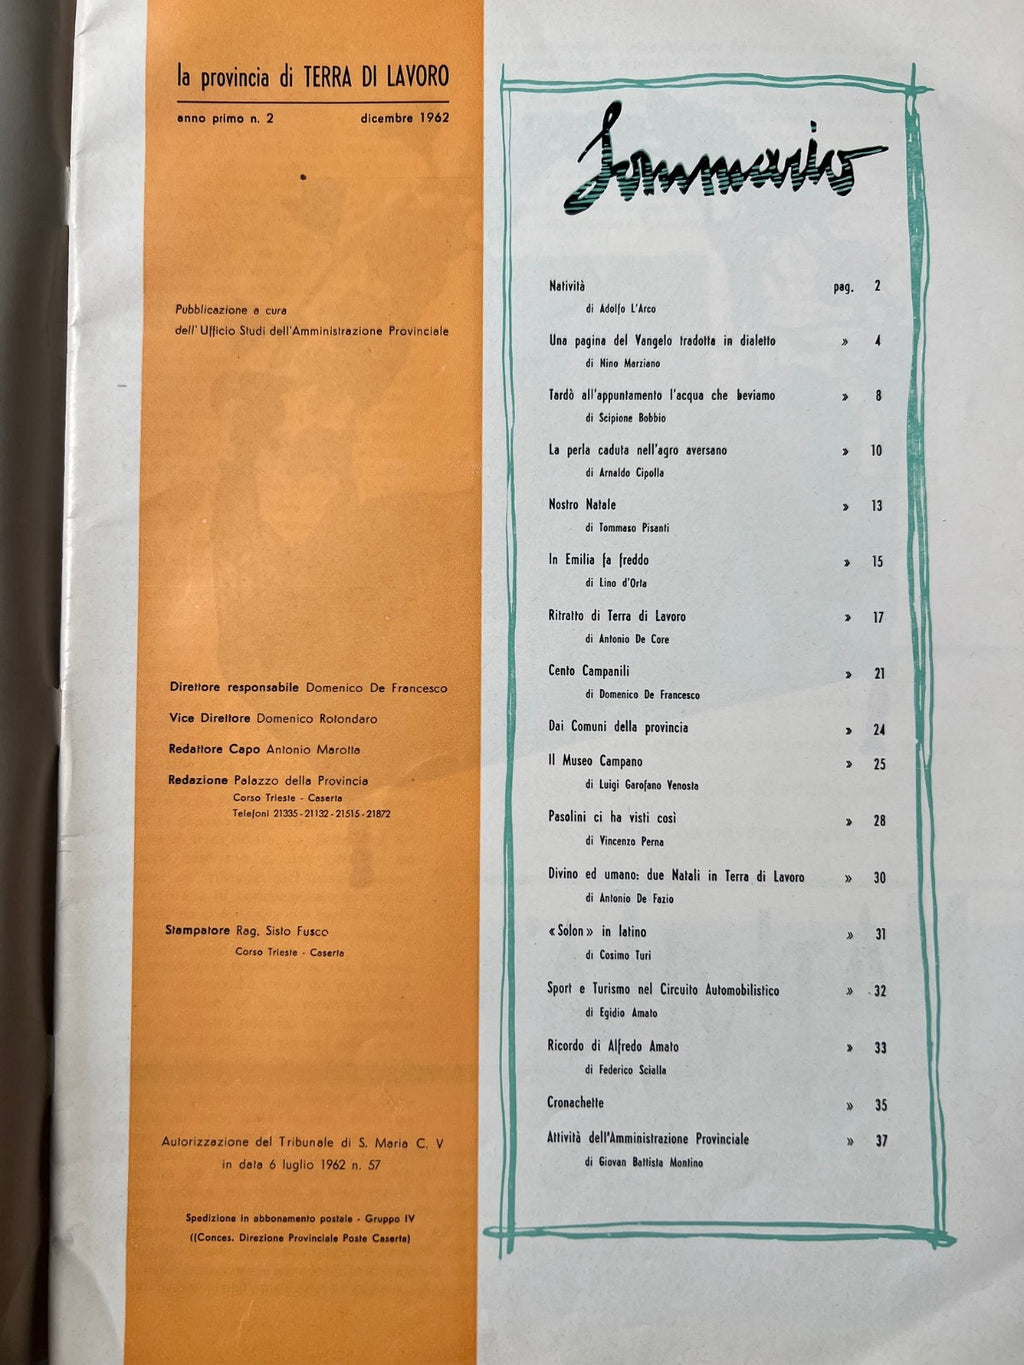 la provincia di TERRA DI LAVORO
anno primo n. 2 dicembre 1962
Pubblicazione a cura
dell'Ufficio Studi dell'Amministrazione Provinciale
Direttore responsabile Domenico De Francesco
Vice Direttore Domenico Rotondaro
Redattore Capo Antonio Marotta
Redazione Palazzo della Provincia
Corso Trieste - Caserta
Telefoni 21335 - 21132 - 21515 - 21872
Stampatore Rag. Sisto Fusco
Corso Trieste - Caserta
Autorizzazione del Tribunale di S. Maria C. V
in data 6 luglio 1962 n. 57
Spedizione in abbonamento postale - Gruppo IV
((Conces. Direzione Provinciale Poste Caserta)
Sommario
Natività pag. 2
di Adolfo L'Arco
Una pagina del Vangelo tradotta in dialetto » 4
di Nino Marziano
Tardò all'appuntamento l'acqua che beviamo » 8
di Scipione Bobbio
La perla caduta nell'agro aversano » 10
di Arnaldo Cipolla
Nostro Natale » 13
di Tommaso Pisanti
In Emilia fa freddo » 15
di Lino d'Orta
Ritratto di Terra di Lavoro » 17
di Antonio De Core
Cento Campanili » 21
di Domenico De Francesco
Dai Comuni della provincia » 24
Il Museo Campano » 25
di Luigi Garofano Venosta
Pasolini ci ha visti così » 28
di Vincenzo Perna
Divino ed umano: due Natali in Terra di Lavoro » 30
di Antonio De Fazio
«Solon» in latino » 31
di Cosimo Turi
Sport e Turismo nel Circuito Automobilistico » 32
di Egidio Amato
Ricordo di Alfredo Amato » 33
di Federico Scialla
Cronachette » 35
Attività dell'Amministrazione Provinciale » 37
di Giovan Battista Montino